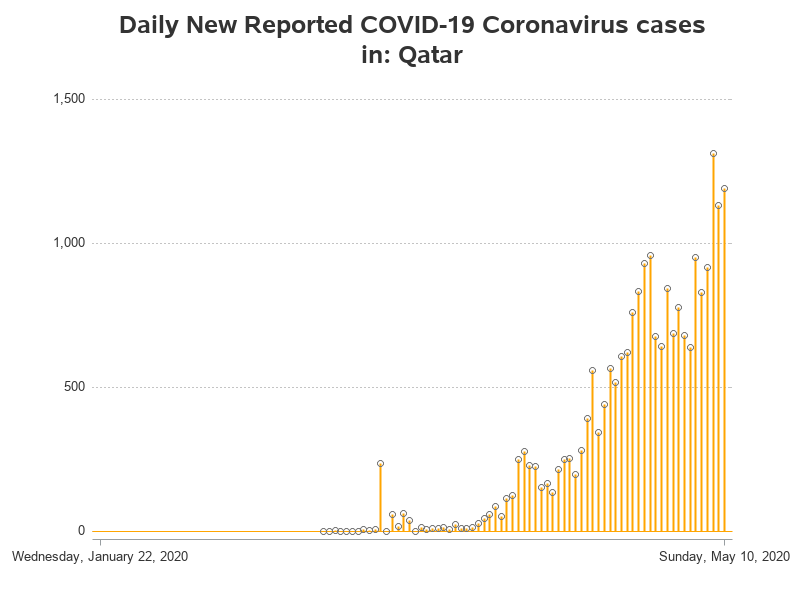 Daily New Reported COVID-19 Coronavirus cases
in: Qatar
1,500
1,000
500
0
Wednesday, January 22, 2020
Sunday, May 10, 2020